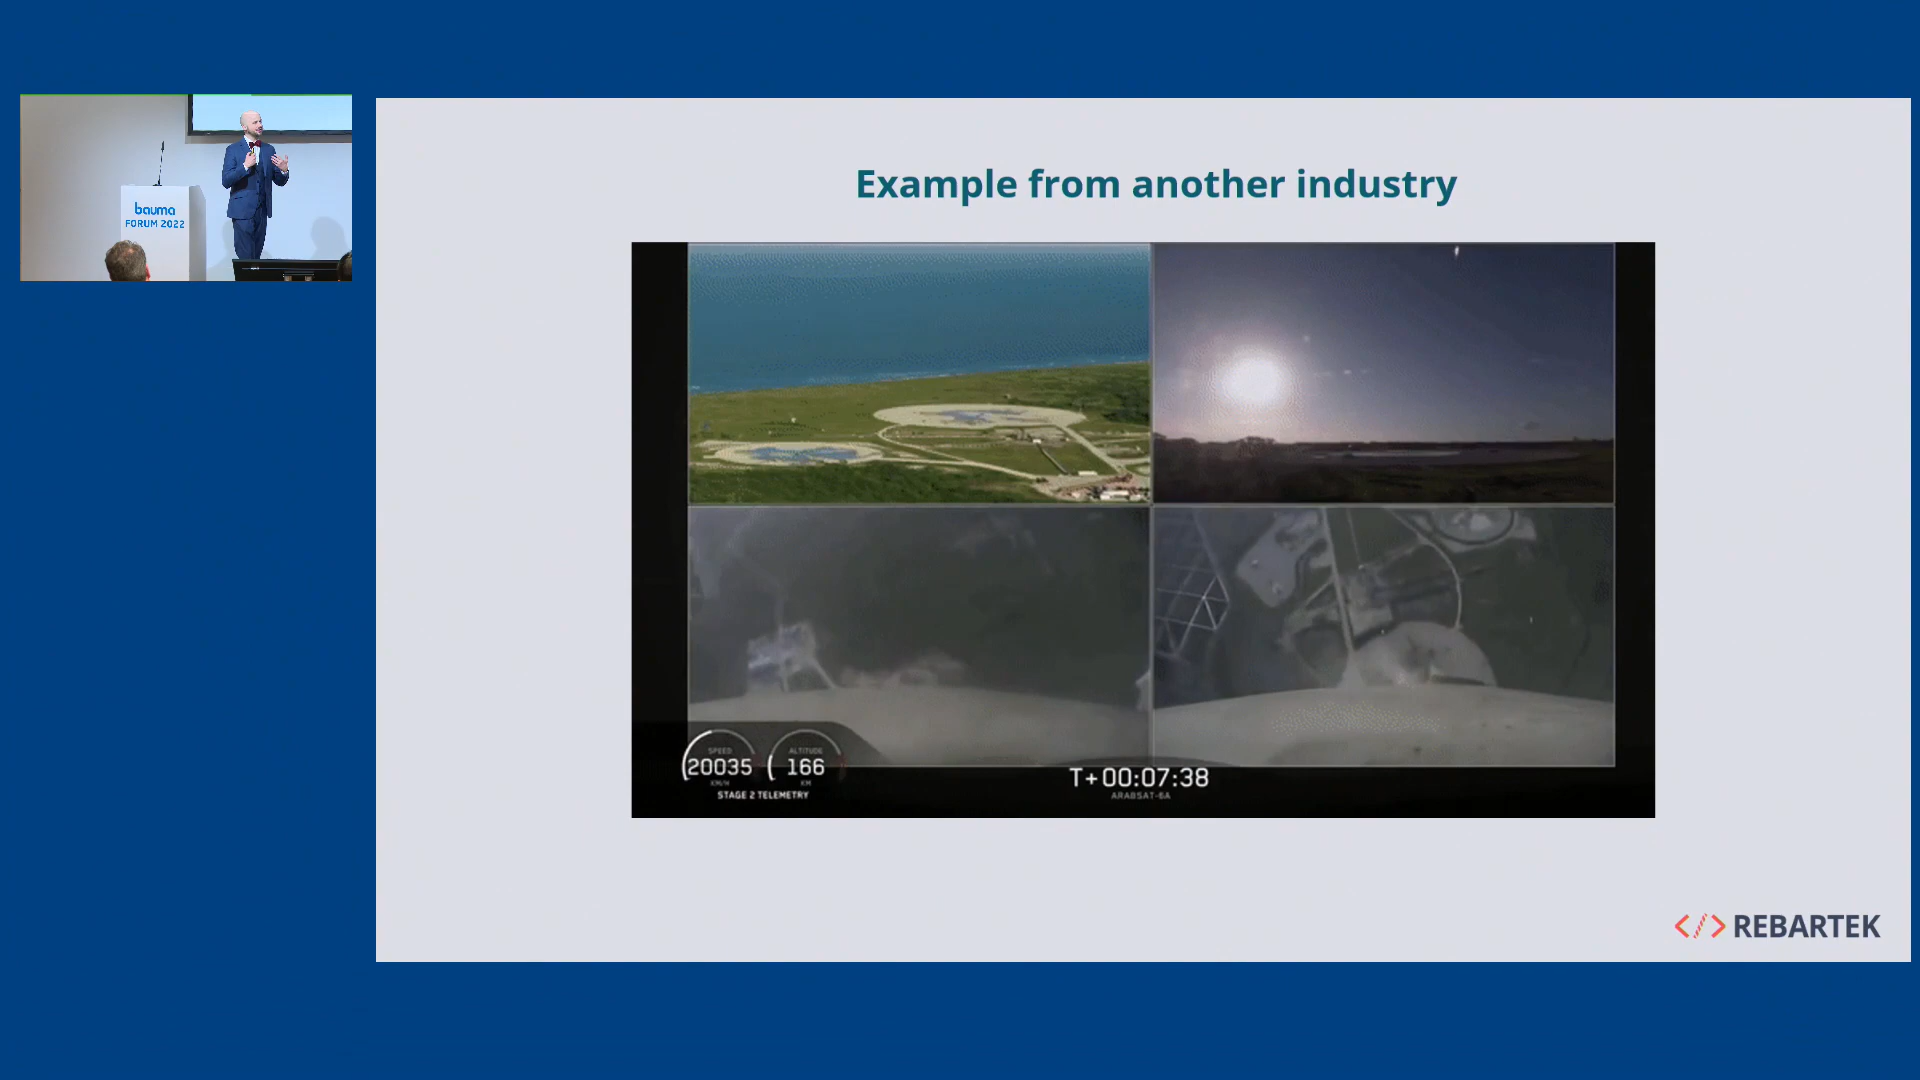 bauma
FORUM 2022
Example from another industry
SPEED
20035
KM/H
ALTITUDE
166
KM
STAGE 2 TELEMETRY
T+00:07:38
ARABSAT-6A
</> REBARTEK